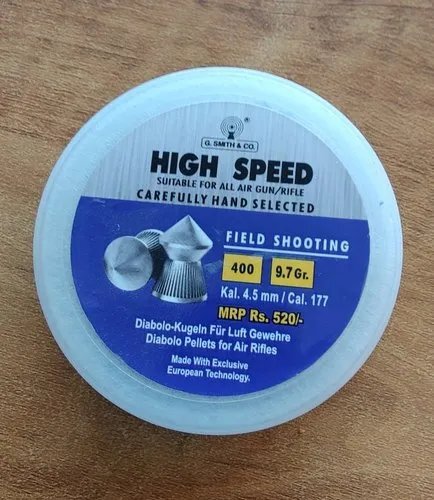 ®
G. SMITH & CO.
HIGH SPEED
SUITABLE FOR ALL AIR GUN/RIFLE
CAREFULLY HAND SELECTED
FIELD SHOOTING
400 9.7 Gr.
Kal. 4.5 mm / Cal. 177
MRP Rs. 520/-
Diabolo-Kugeln Für Luft Gewehre
Diabolo Pellets for Air Rifles
Made With Exclusive
European Technology.